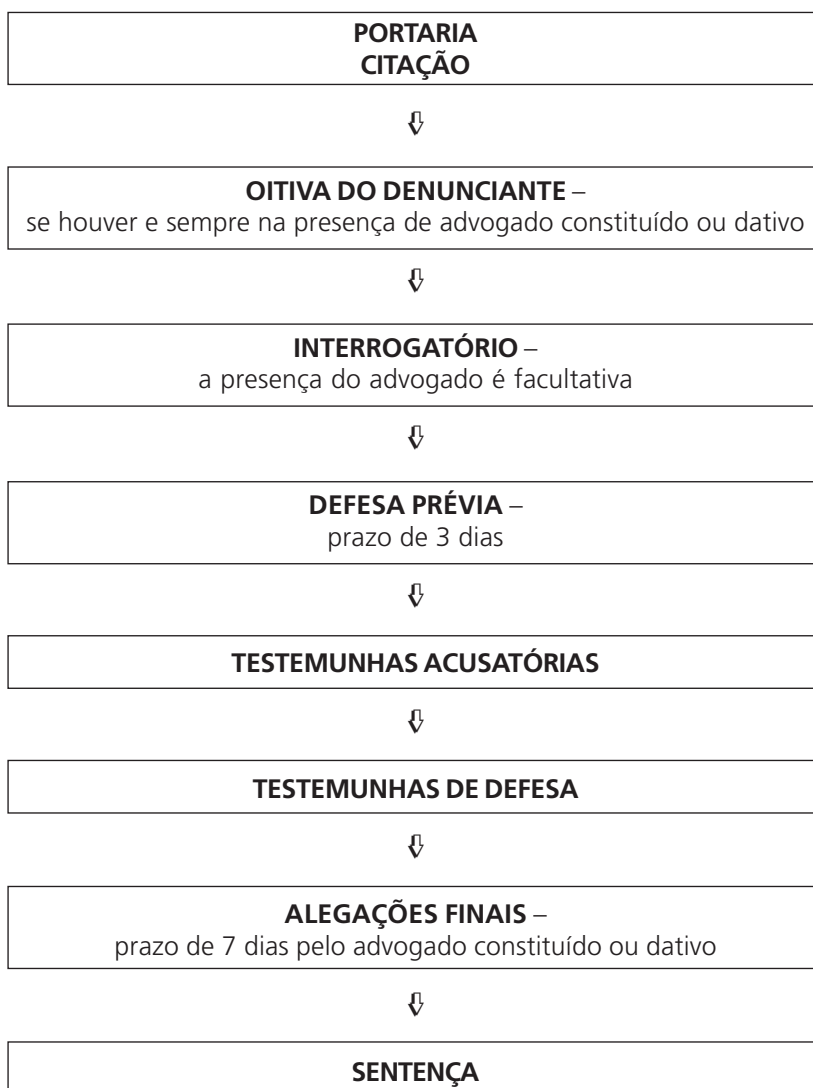 PORTARIA
CITAÇÃO
OITIVA DO DENUNCIANTE –
se houver e sempre na presença de advogado constituído ou dativo
INTERROGATÓRIO –
a presença do advogado é facultativa
DEFESA PRÉVIA –
prazo de 3 dias
TESTEMUNHAS ACUSATÓRIAS
TESTEMUNHAS DE DEFESA
ALEGAÇÕES FINAIS –
prazo de 7 dias pelo advogado constituído ou dativo
SENTENÇA